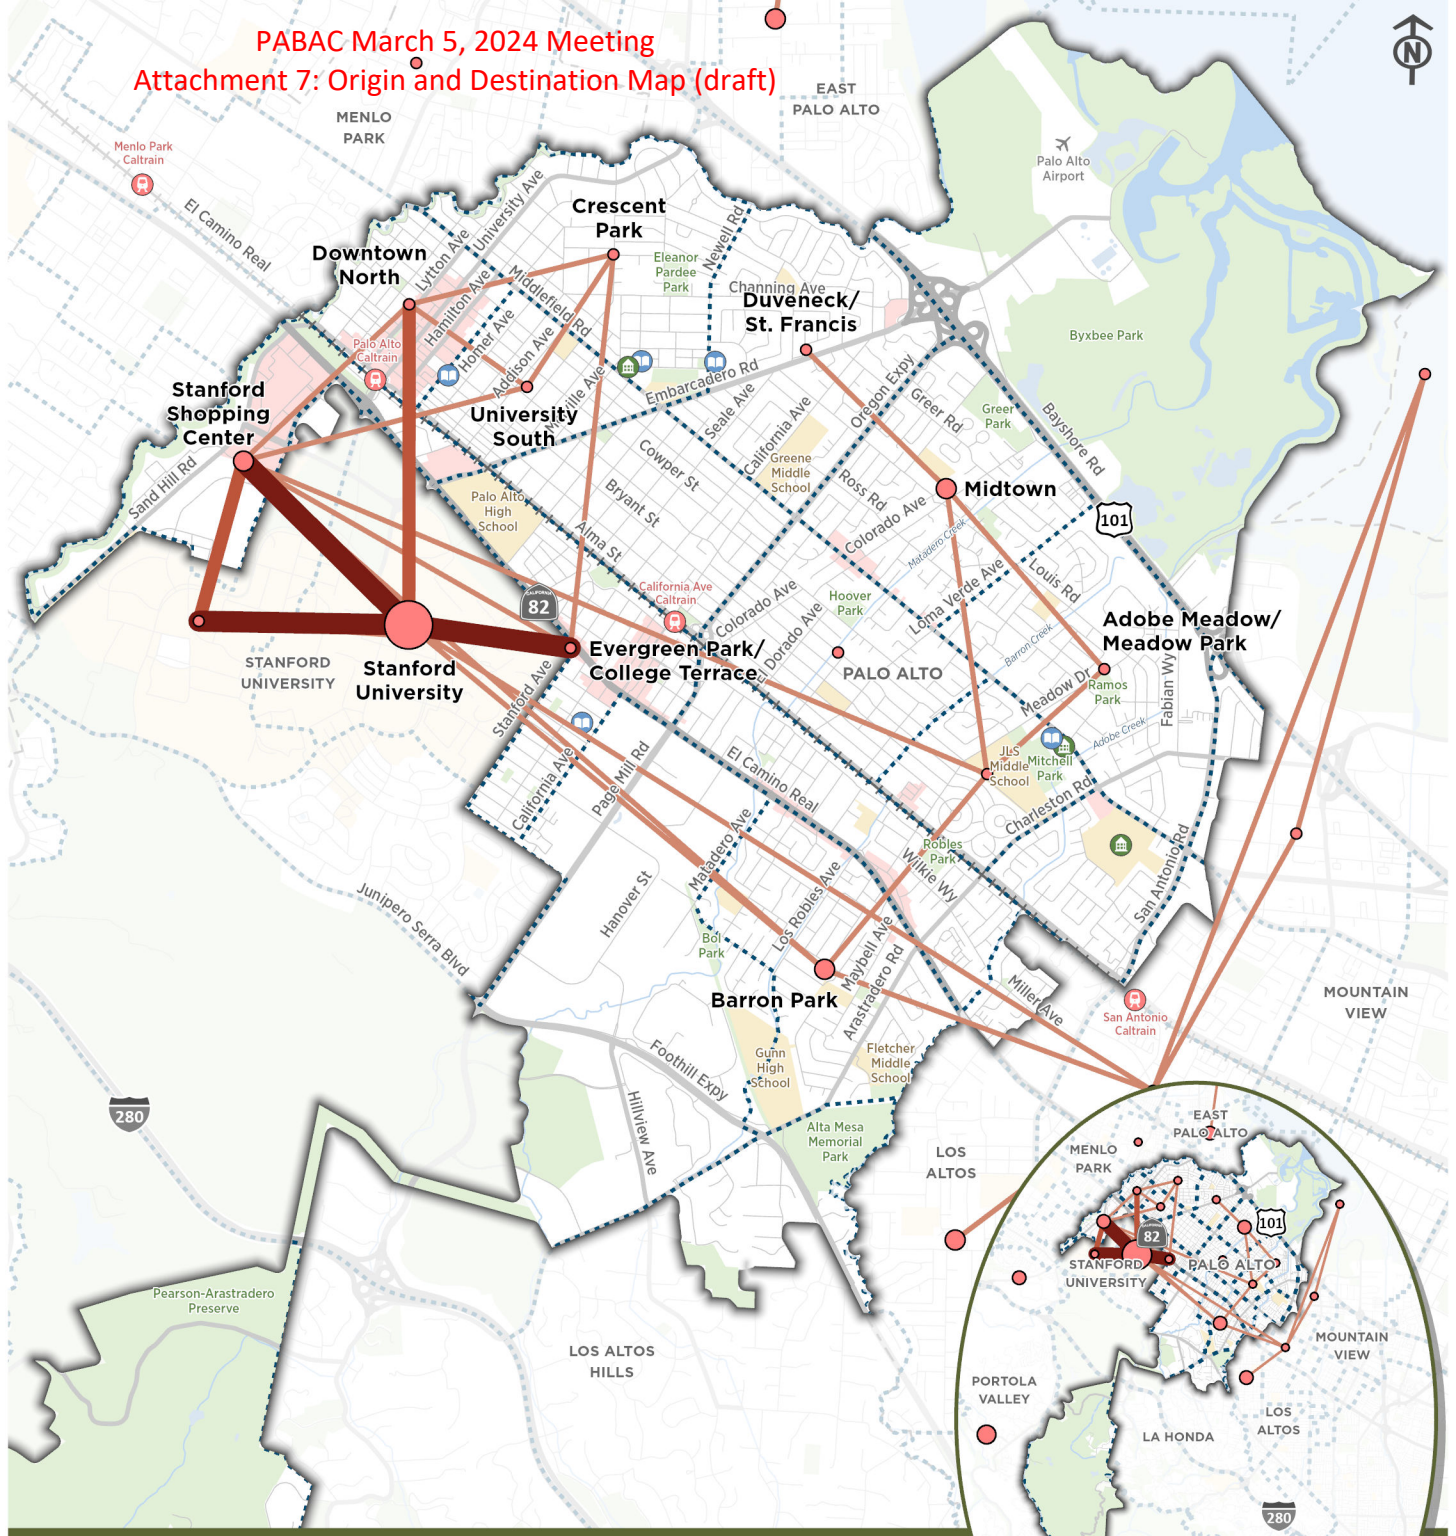 PABAC March 5, 2024 Meeting
Attachment 7: Origin and Destination Map (draft)
N
EAST
PALO ALTO
MENLO
PARK
Menlo Park
Caltrain
Palo Alto
Airport
El Camino Real
University Ave
Lytton Ave
Crescent
Park
Newell Rd
Downtown
North
Eleanor
Pardee
Park
Middlefield Rd
Hamilton Ave
Channing Ave
Duveneck/
St. Francis
Byxbee Park
Homer Ave
Palo Alto
Caltrain
Addison Ave
Embarcadero Rd
Oregon Expy
Stanford
Shopping
Center
University
South
Seale Ave
California Ave
Greer Rd
Green
Park
Bayshore Rd
Cowper St
Greene
Middle
School
Sand Hill Rd
Palo Alto
High
School
Bryant St
Ross Rd
Midtown
Colorado Ave
101
Alma St
Matadero Creek
California Ave
Caltrain
CALIFORNIA
82
Hoover
Park
Louis Rd
Loma Verde Ave
Colorado Ave
El Dorado Ave
Barron Creek
Adobe Meadow/
Meadow Park
Evergreen Park/
College Terrace
PALO ALTO
STANFORD
UNIVERSITY
Stanford
University
Stanford Ave
Meadow Dr
Ramos
Park
Fabian Wy
Adobe Creek
California Ave
Page Mill Rd
El Camino Real
JLS
Middle
School
Mitchell
Park
Charleston Rd
Matadero Ave
Robles
Park
Wilkie Wy
San Antonio Rd
Junipero Serra Blvd
Hanover St
Los Robles Ave
Bol
Park
Maybell Ave
Arastradero Rd
Barron Park
Miller Ave
San Antonio
Caltrain
MOUNTAIN
VIEW
Foothill Expy
Gunn
High
School
Fletcher
Middle
School
280
Hillview Ave
Alta Mesa
Memorial
Park
LOS
ALTOS
EAST
PALO ALTO
MENLO
PARK
101
82
STANFORD
UNIVERSITY
PALO ALTO
Pearson-Arastradero
Preserve
LOS ALTOS
HILLS
MOUNTAIN
VIEW
PORTOLA
VALLEY
LOS
ALTOS
LA HONDA
280